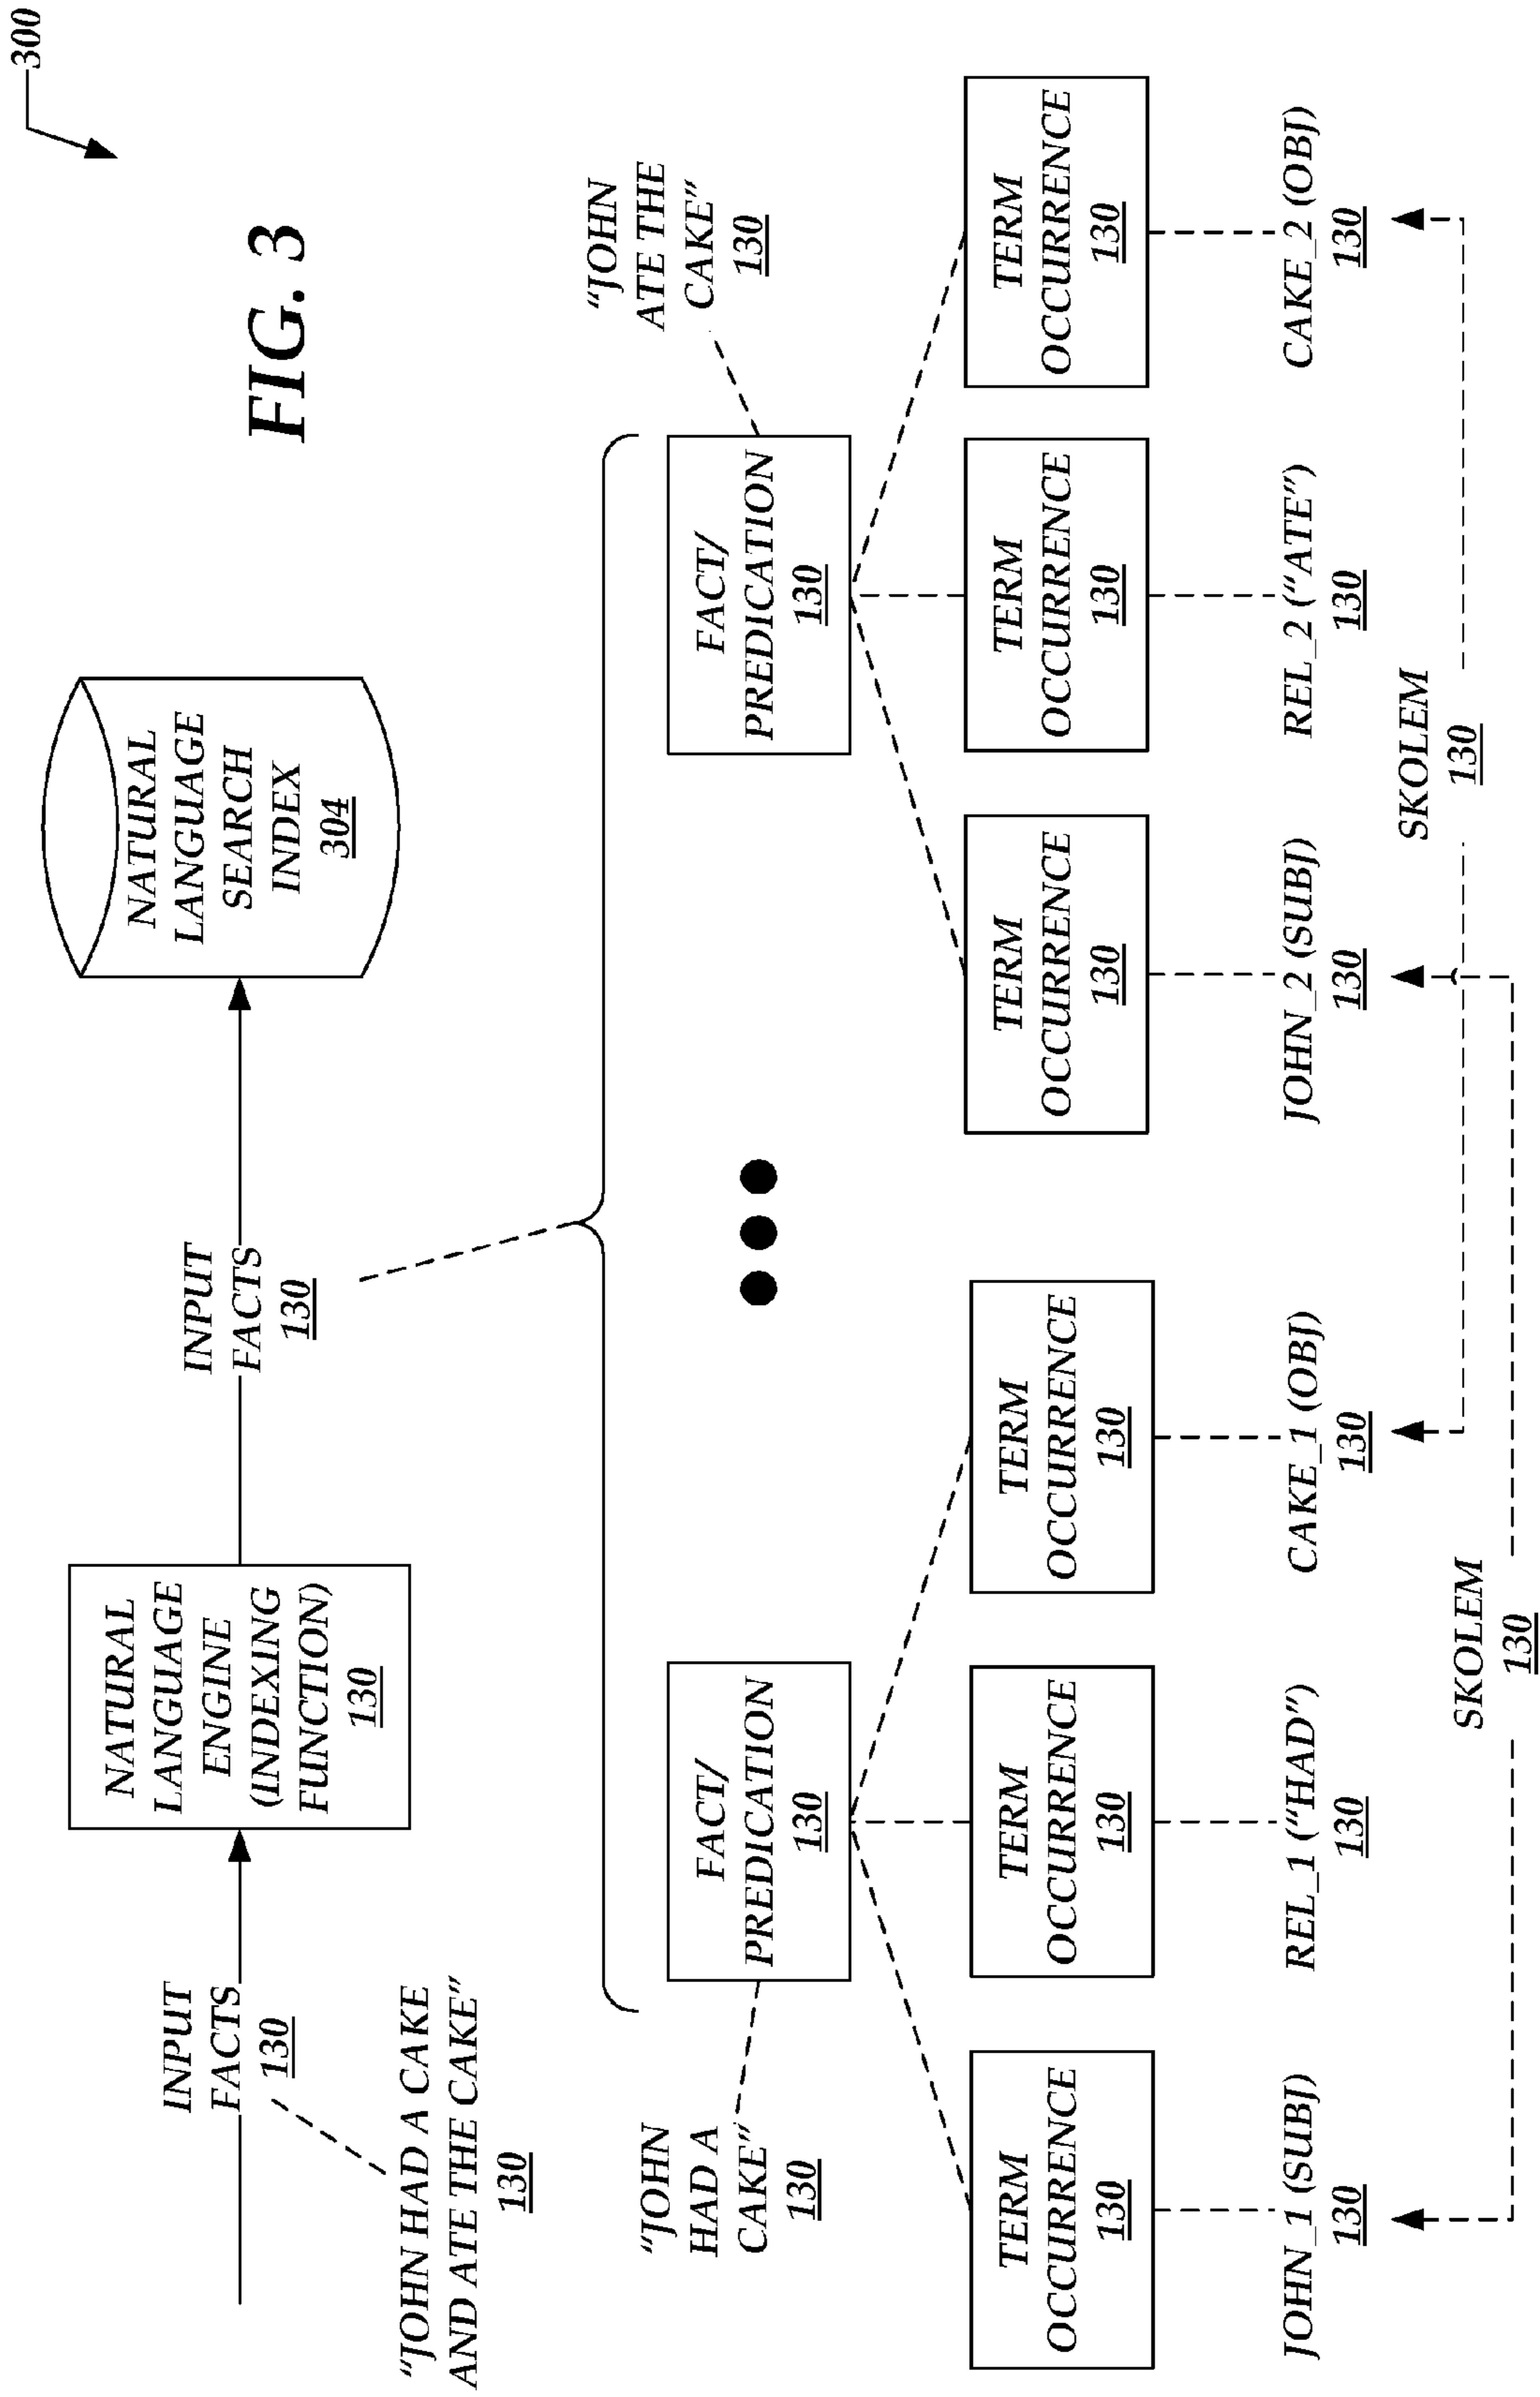 300
FIG. 3
INPUT
FACTS
130
"JOHN HAD A CAKE
AND ATE THE CAKE"
130
NATURAL
LANGUAGE
ENGINE
(INDEXING
FUNCTION)
130
INPUT
FACTS
130
NATURAL
LANGUAGE
SEARCH
INDEX
304
"JOHN
HAD A
CAKE"
130
FACT/
PREDICATION
130
FACT/
PREDICATION
130
"JOHN
ATE THE
CAKE"
130
TERM
OCCURRENCE
130
TERM
OCCURRENCE
130
TERM
OCCURRENCE
130
TERM
OCCURRENCE
130
TERM
OCCURRENCE
130
TERM
OCCURRENCE
130
JOHN_1 (SUBJ)
130
REL_1 ("HAD")
130
CAKE_1 (OBJ)
130
JOHN_2 (SUBJ)
130
REL_2 ("ATE")
130
CAKE_2 (OBJ)
130
SKOLEM
130
SKOLEM
130